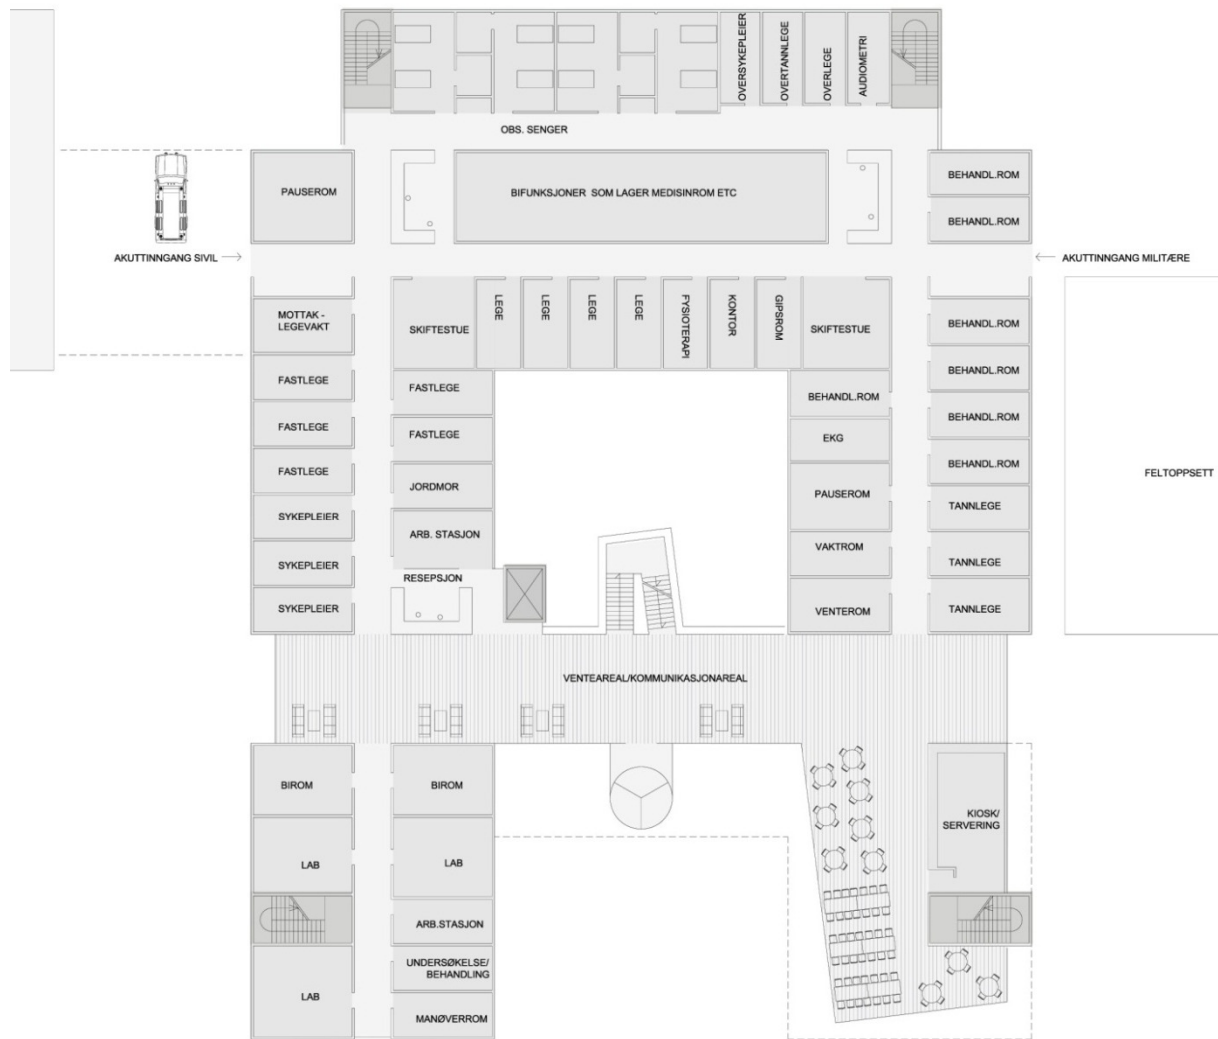 OVERSYKEPLEIER
OVERTANNLEGE
OVERLEGE
AUDIOMETRI
OBS. SENGER
PAUSEROM
BIFUNKSJONER SOM LAGER MEDISINROM ETC
BEHANDL.ROM
BEHANDL.ROM
AKUTTINNGANG SIVIL
AKUTTINNGANG MILITÆRE
MOTTAK -
LEGEVAKT
SKIFTESTUE
LEGE
LEGE
LEGE
LEGE
FYSIOTERAPI
KONTOR
GIPSROM
SKIFTESTUE
BEHANDL.ROM
FASTLEGE
FASTLEGE
BEHANDL.ROM
BEHANDL.ROM
FASTLEGE
FASTLEGE
EKG
BEHANDL.ROM
FASTLEGE
JORDMOR
PAUSEROM
BEHANDL.ROM
FELTOPPSETT
SYKEPLEIER
ARB. STASJON
VAKTROM
TANNLEGE
SYKEPLEIER
RESEPSJON
TANNLEGE
SYKEPLEIER
VENTEROM
TANNLEGE
VENTEAREAL/KOMMUNIKASJONAREAL
BIROM
BIROM
KIOSK/
SERVERING
LAB
LAB
ARB.STASJON
UNDERSØKELSE/
BEHANDLING
LAB
MANØVERROM